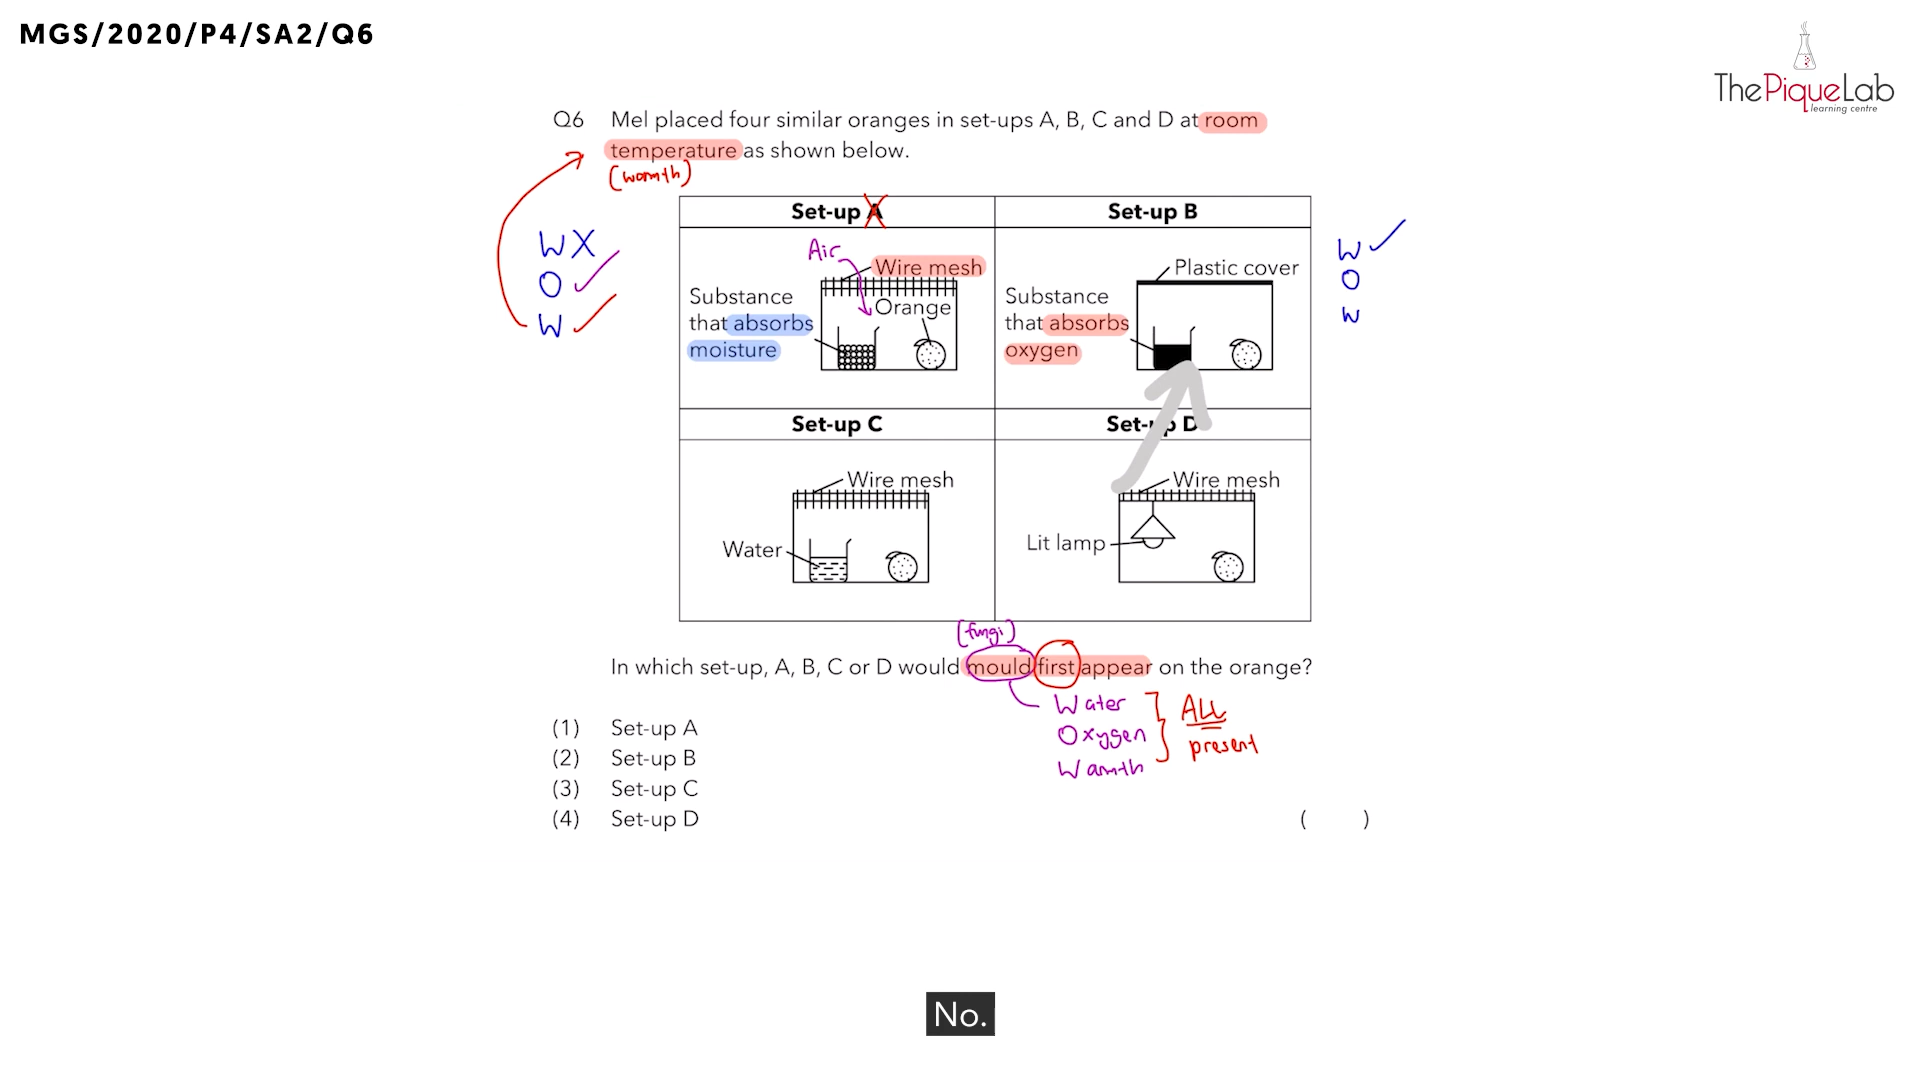 MGS/2020/P4/SA2/Q6
ThePiqueLab
learning centre
Q6 Mel placed four similar oranges in set-ups A, B, C and D at room
temperature as shown below.
(warmth)
Set-up A
Set-up B
W X
O ✓
W ✓
Air
Wire mesh
Substance
that absorbs
moisture
Orange
Plastic cover
Substance
that absorbs
oxygen
W ✓
O
W
Set-up C
Set-up D
Wire mesh
Water
Wire mesh
Lit lamp
(fungi)
In which set-up, A, B, C or D would mould first appear on the orange?
Water
Oxygen
Warmth
ALL
present
(1) Set-up A
(2) Set-up B
(3) Set-up C
(4) Set-up D ( )
No.